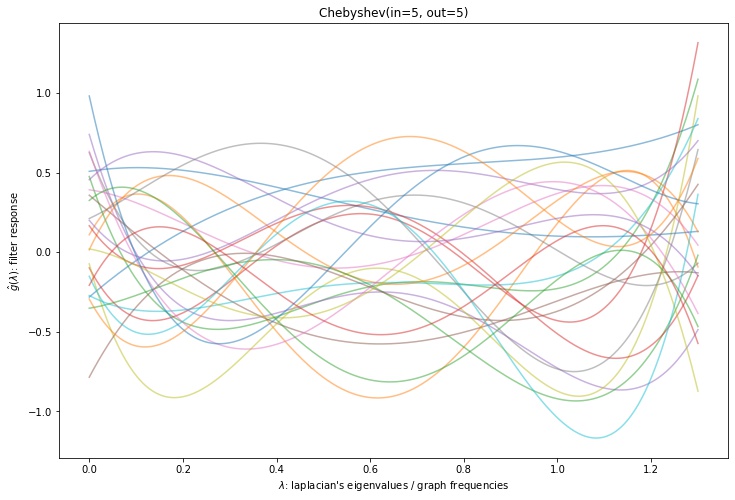 Chebyshev(in=5, out=5)
1.0
0.5
0.0
−0.5
−1.0
ĝ(λ): filter response
0.0 0.2 0.4 0.6 0.8 1.0 1.2
λ: laplacian's eigenvalues / graph frequencies